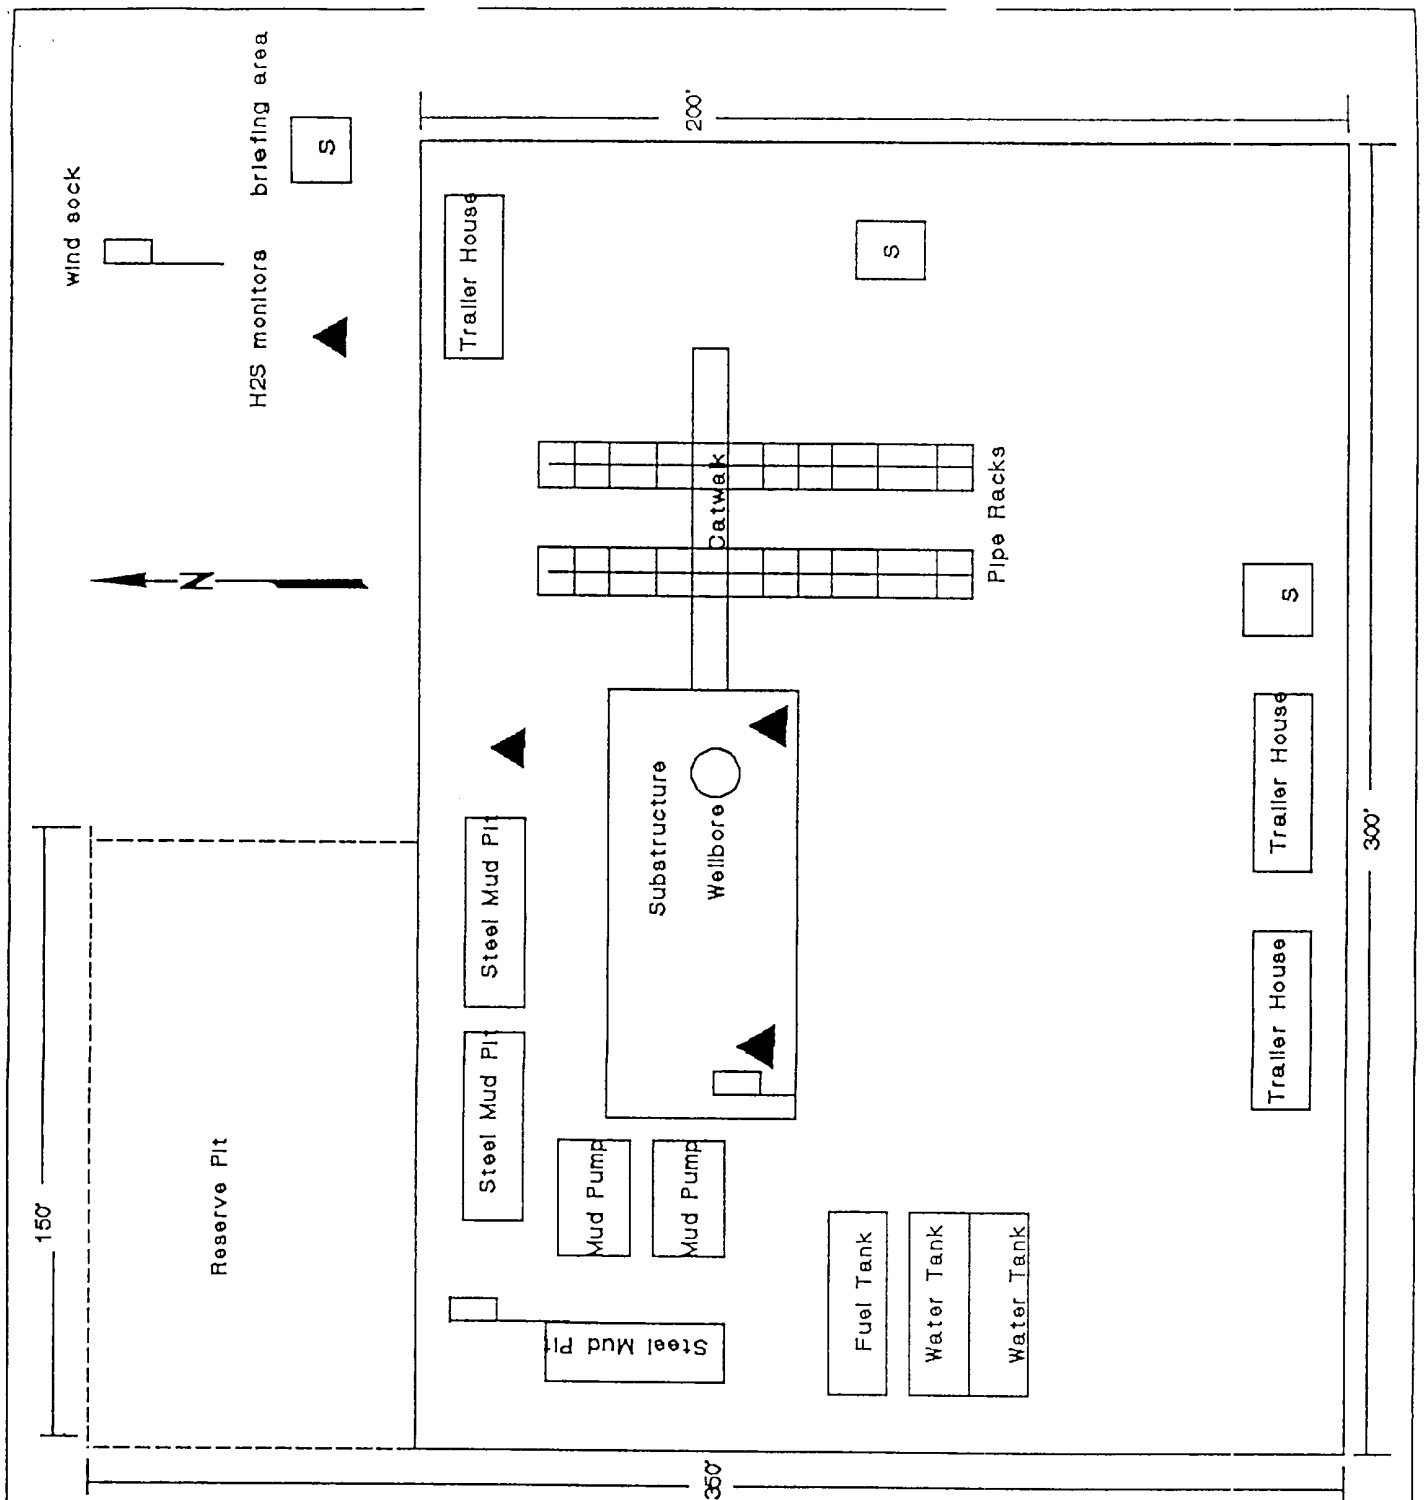 wind sock
H2S monitors
briefing area
S
200'
Trailer House
S
N
Catwalk
Pipe Racks
S
Substructure
Wellbore
Steel Mud Pit
Steel Mud Pit
Trailer House
Trailer House
300'
150'
Reserve Pit
Mud Pump
Mud Pump
Steel Mud Pit
Fuel Tank
Water Tank
Water Tank
350'